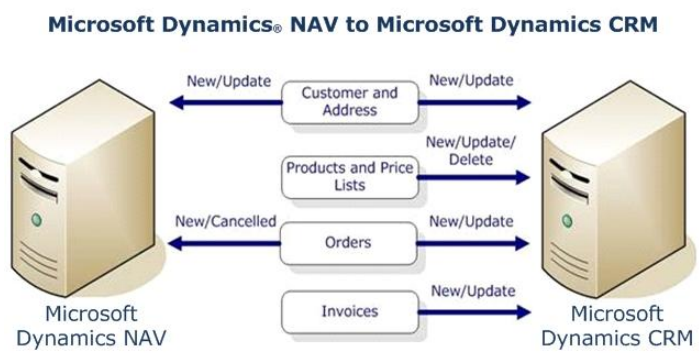 Microsoft Dynamics® NAV to Microsoft Dynamics CRM
New/Update
Customer and
Address
New/Update
Products and Price
Lists
New/Update/
Delete
New/Cancelled
Orders
New/Update
Invoices
New/Update
Microsoft
Dynamics NAV
Microsoft
Dynamics CRM